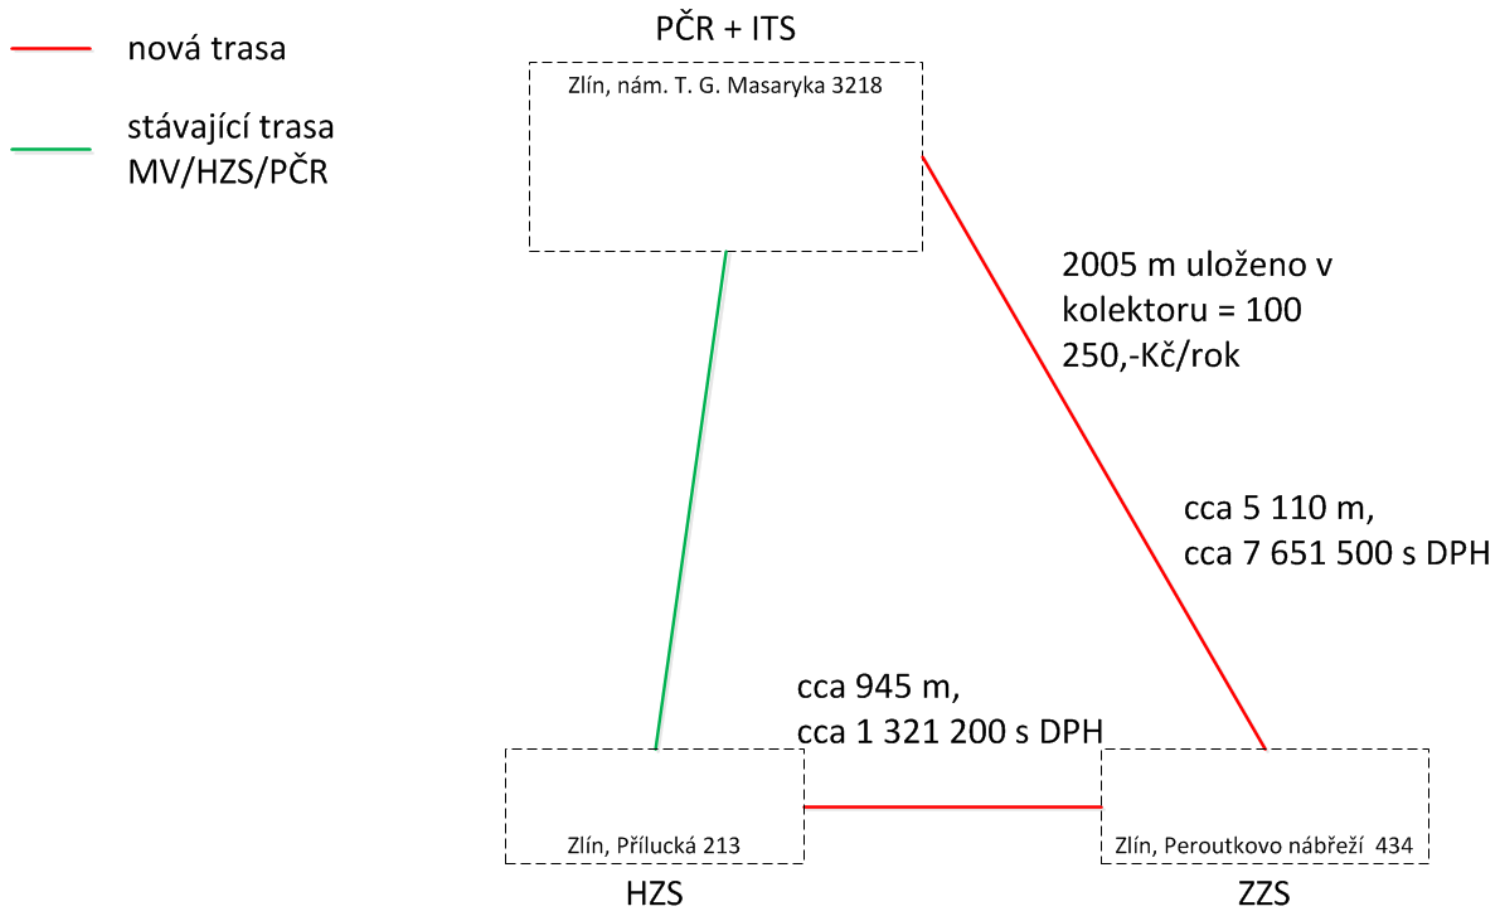 nová trasa
stávající trasa
MV/HZS/PČR
PČR + ITS
Zlín, nám. T. G. Masaryka 3218
2005 m uloženo v
kolektoru = 100
250,-Kč/rok
cca 5 110 m,
cca 7 651 500 s DPH
cca 945 m,
cca 1 321 200 s DPH
Zlín, Přílucká 213
HZS
Zlín, Peroutkovo nábřeží 434
ZZS